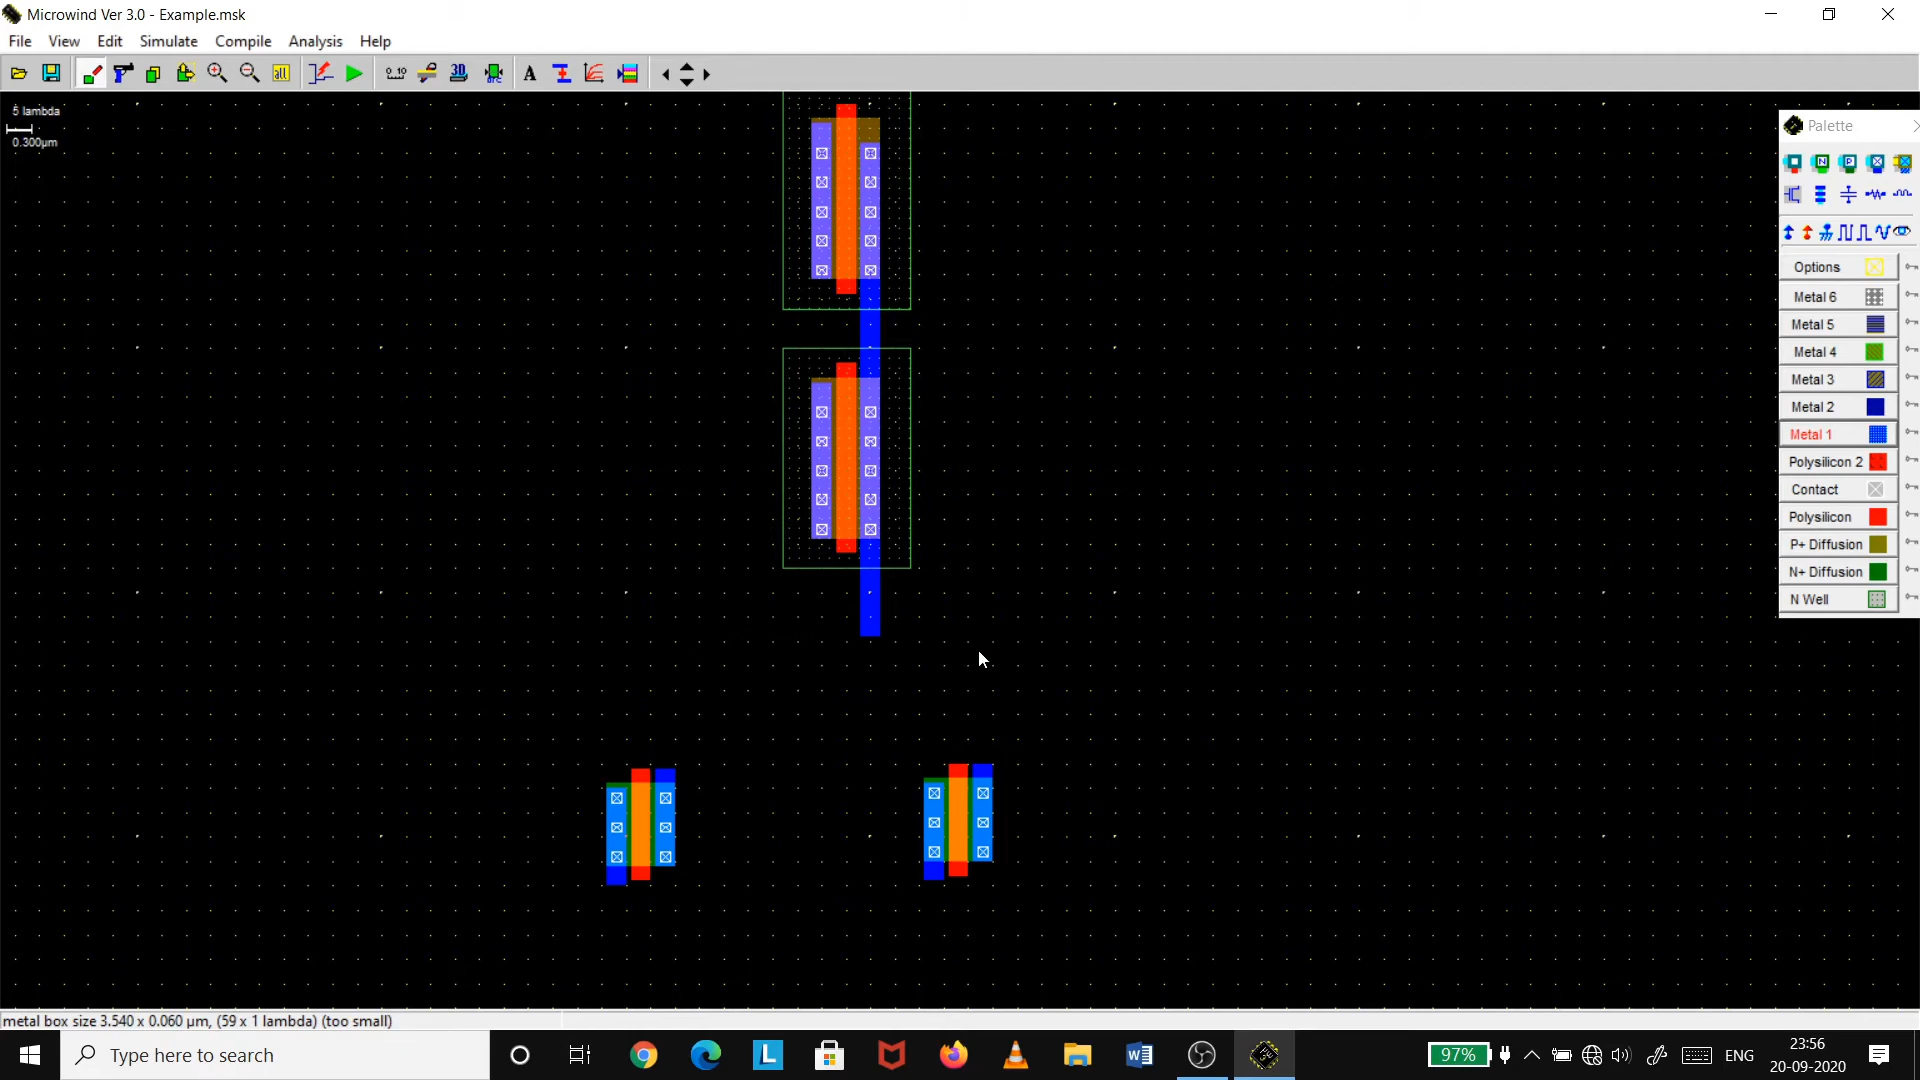 Microwind Ver 3.0 - Example.msk
File View Edit Simulate Compile Analysis Help
5 lambda
0.300µm
Palette
Options
Metal 6
Metal 5
Metal 4
Metal 3
Metal 2
Metal 1
Polysilicon 2
Contact
Polysilicon
P+ Diffusion
N+ Diffusion
N Well
metal box size 3.540 x 0.060 µm, (59 x 1 lambda) (too small)
Type here to search
97%
ENG
23:56
20-09-2020